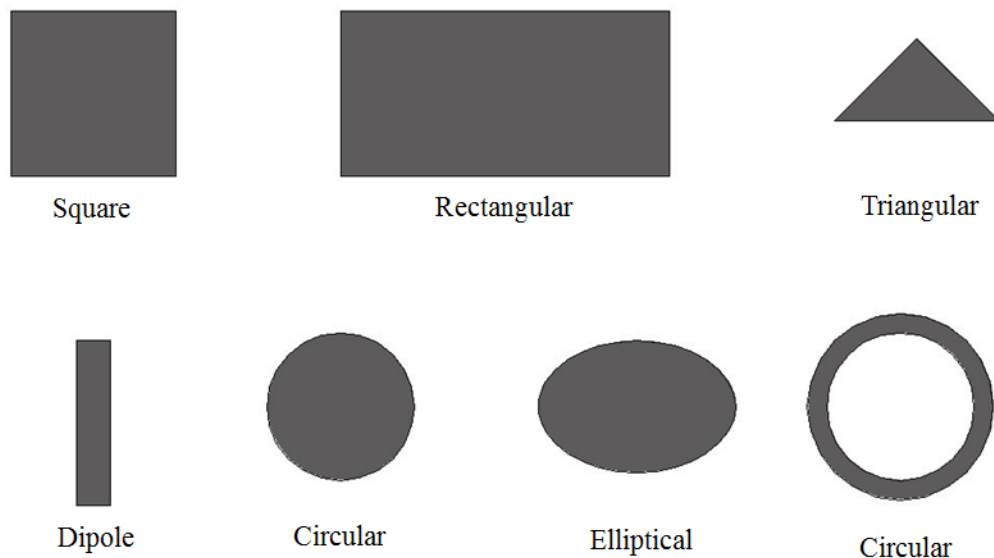 Square
Rectangular
Triangular
Dipole
Circular
Elliptical
Circular